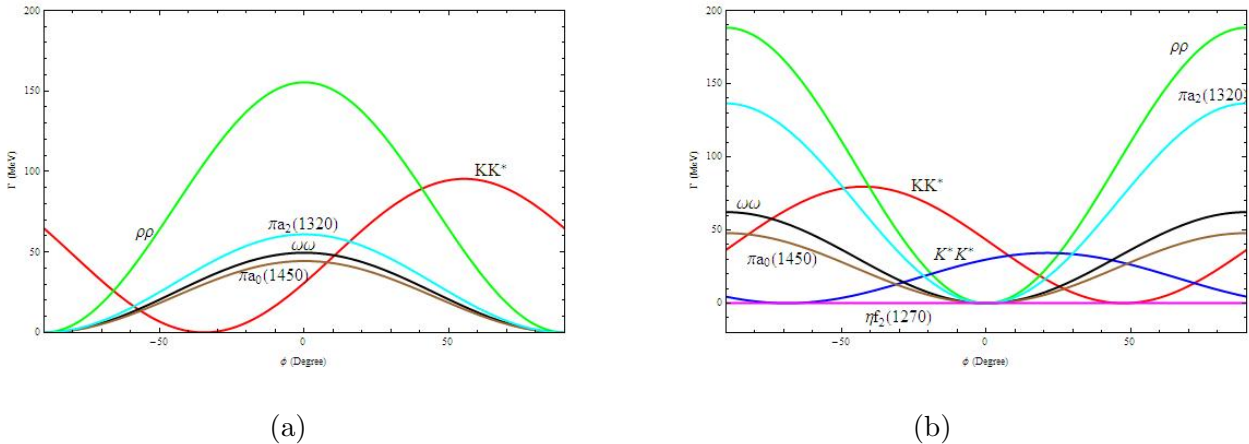 200
150
100
50
0
−50
0
50
Γ (MeV)
ϕ (Degree)
ρρ
KK*
πa₂(1320)
ωω
πa₀(1450)
(a)
200
150
100
50
0
−50
0
50
Γ (MeV)
ϕ (Degree)
ρρ
πa₂(1320)
KK*
ωω
K* K*
πa₀(1450)
ηf₂(1270)
(b)